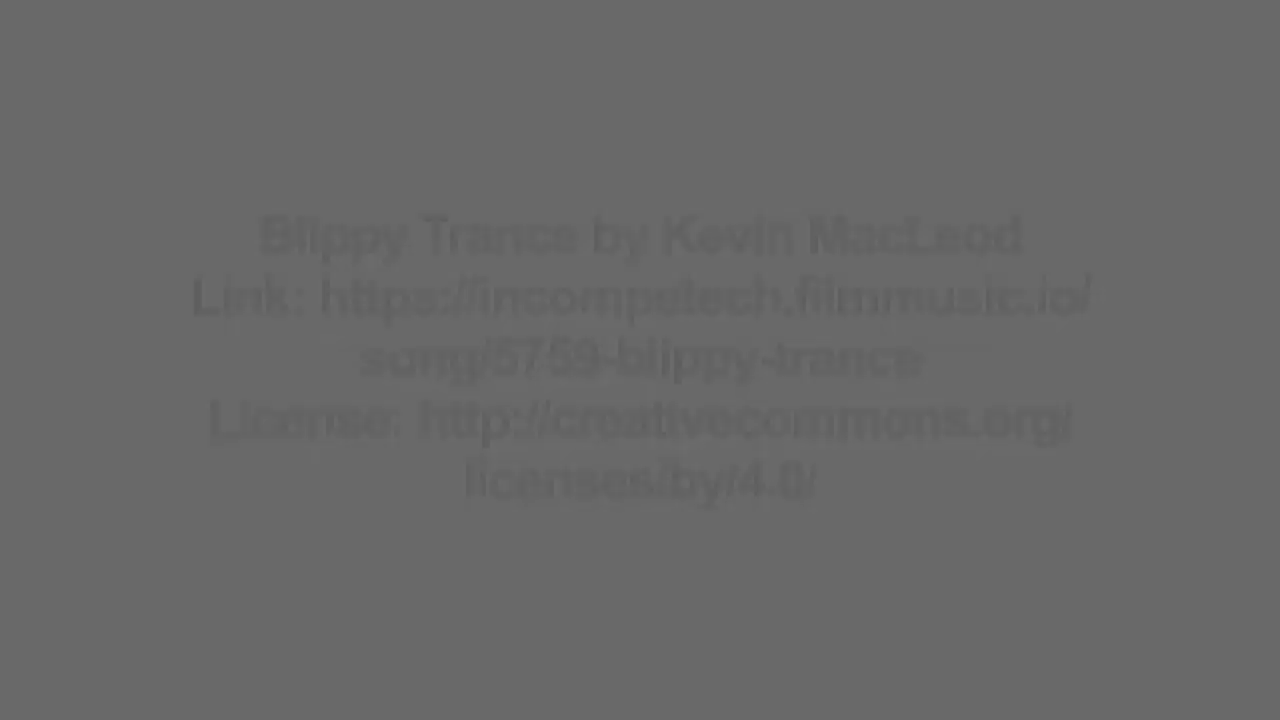 Blippy Trance by Kevin MacLeod
Link: https://incompetech.filmmusic.io/
song/5759-blippy-trance
License: http://creativecommons.org/
licenses/by/4.0/